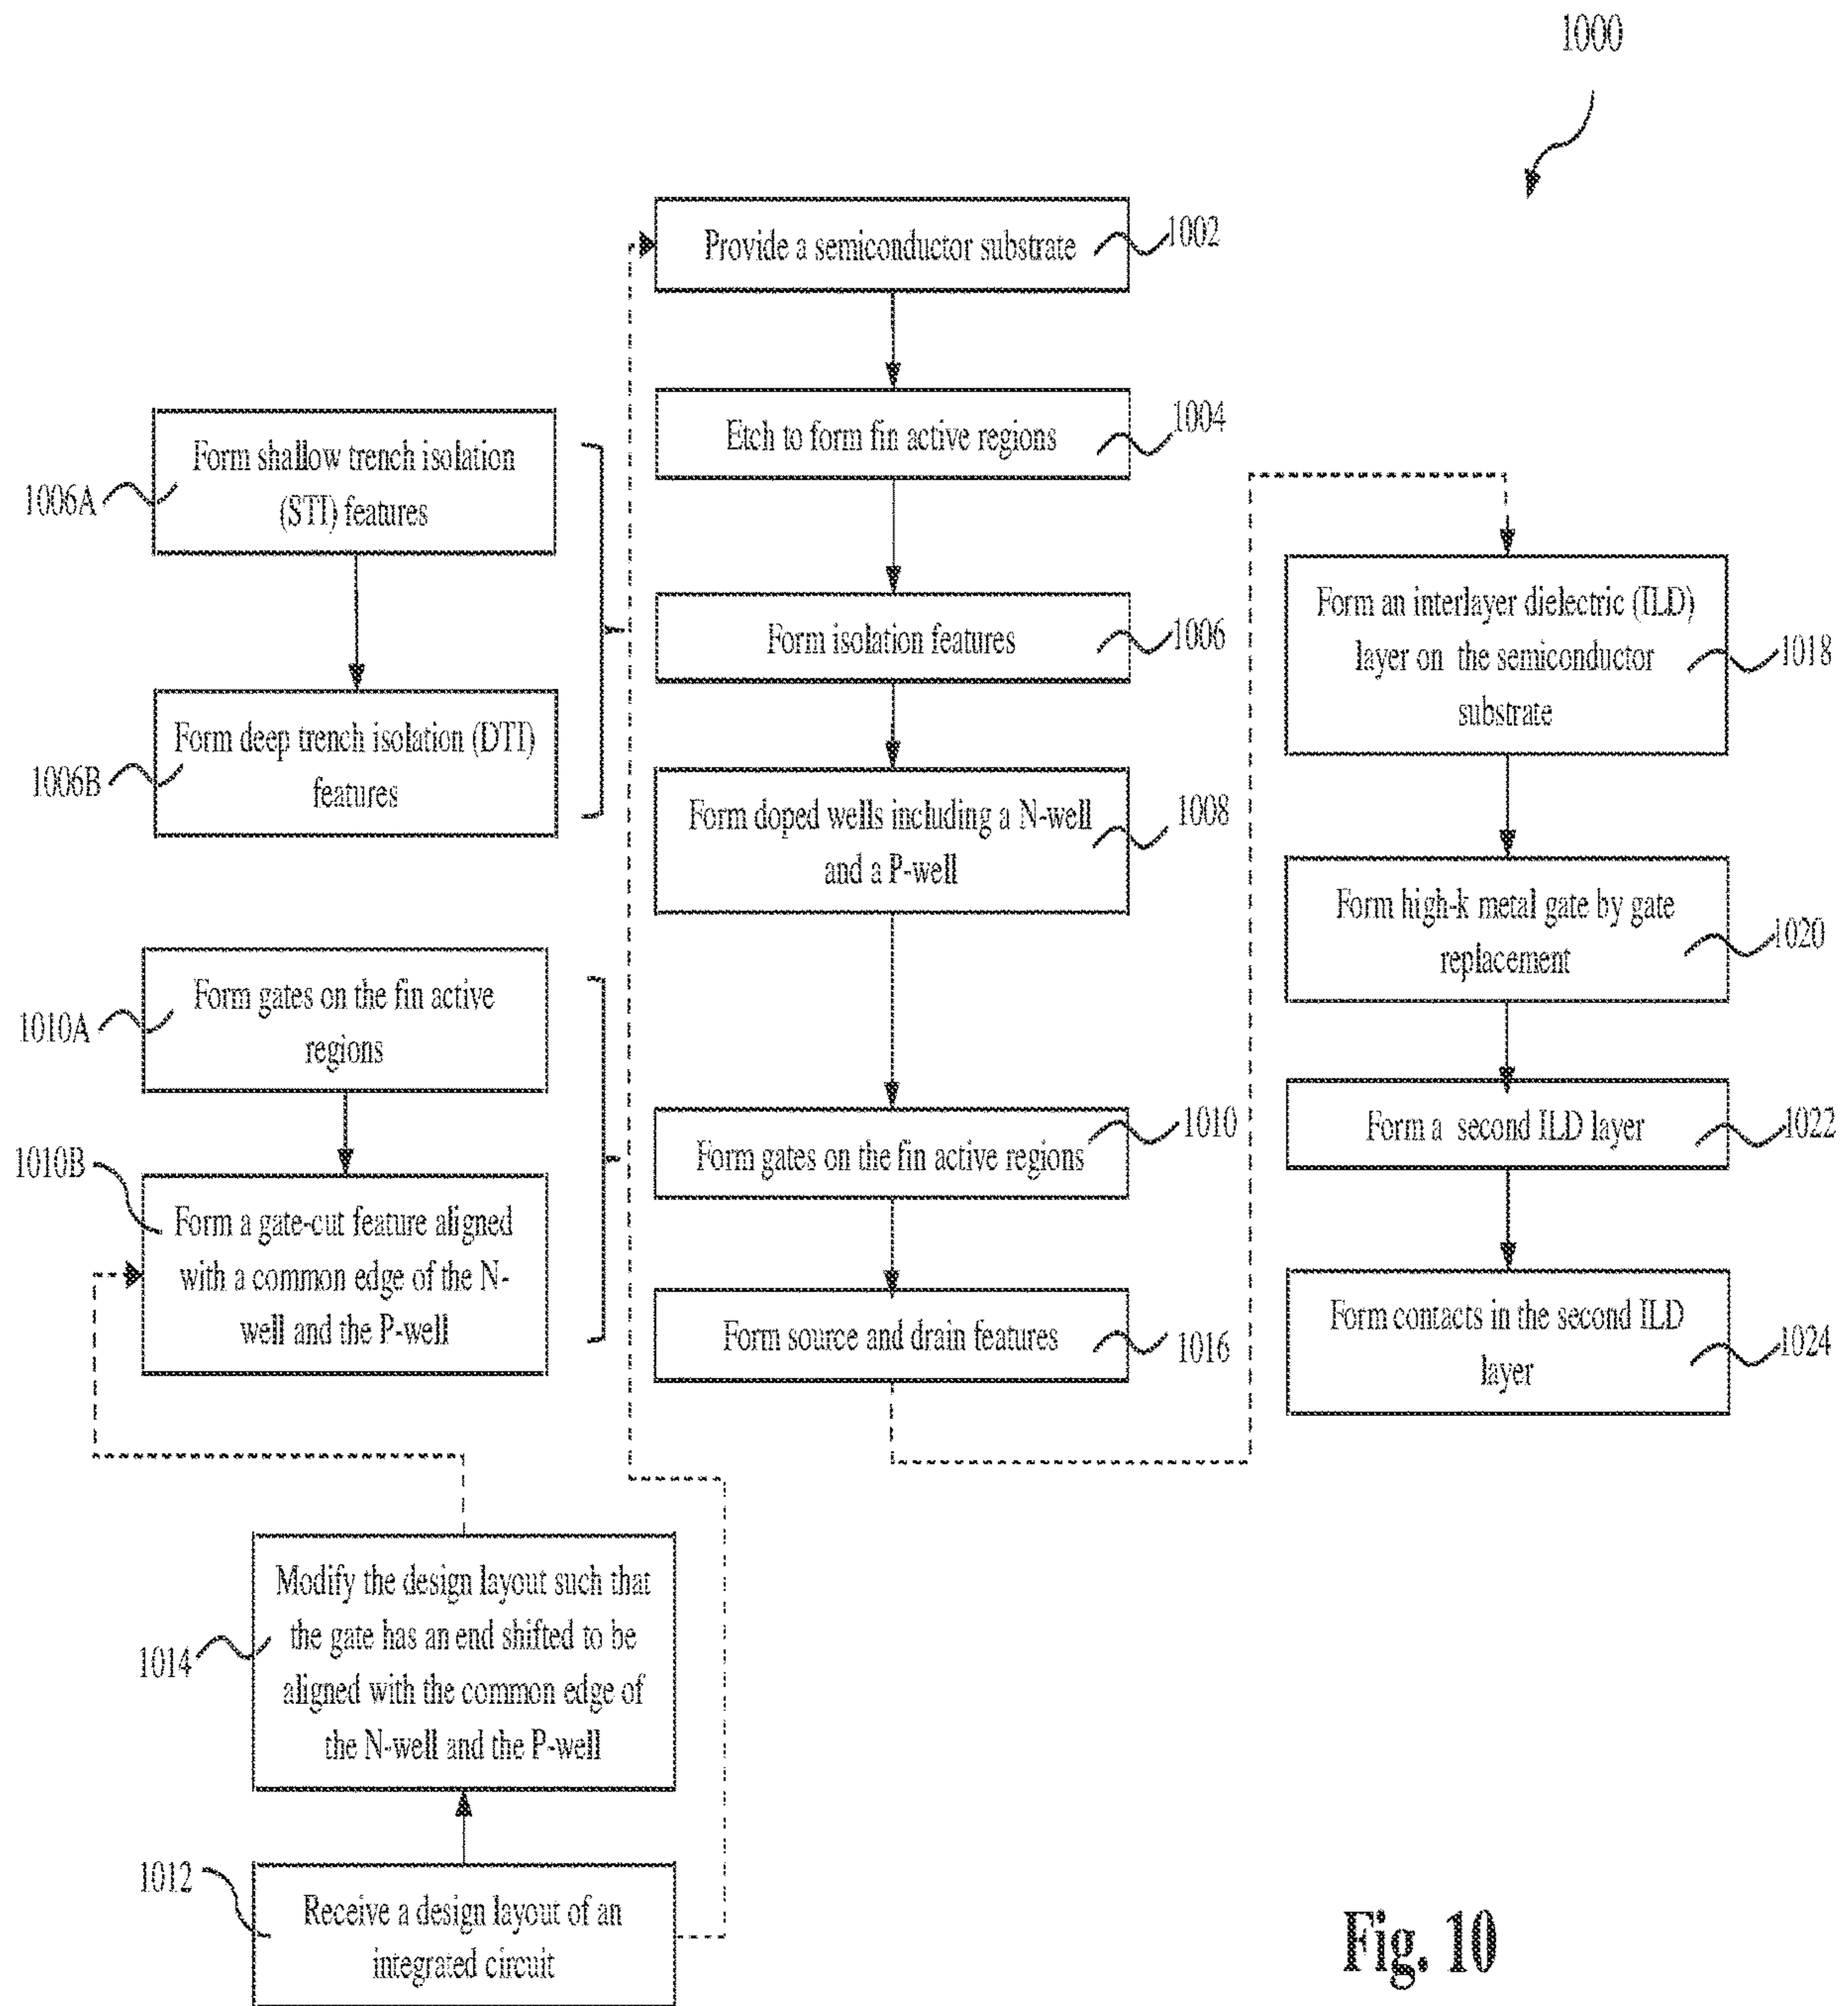 1000
Provide a semiconductor substrate
1002
Etch to form fin active regions
1004
Form isolation features
1006
Form doped wells including a N-well
and a P-well
1008
Form gates on the fin active regions
1010
Form source and drain features
1016
Form shallow trench isolation
(STI) features
1006A
Form deep trench isolation (DTI)
features
1006B
Form gates on the fin active
regions
1010A
Form a gate-cut feature aligned
with a common edge of the N-
well and the P-well
1010B
Modify the design layout such that
the gate has an end shifted to be
aligned with the common edge of
the N-well and the P-well
1014
Receive a design layout of an
integrated circuit
1012
Form an interlayer dielectric (ILD)
layer on the semiconductor
substrate
1018
Form high-k metal gate by gate
replacement
1020
Form a second ILD layer
1022
Form contacts in the second ILD
layer
1024
Fig. 10